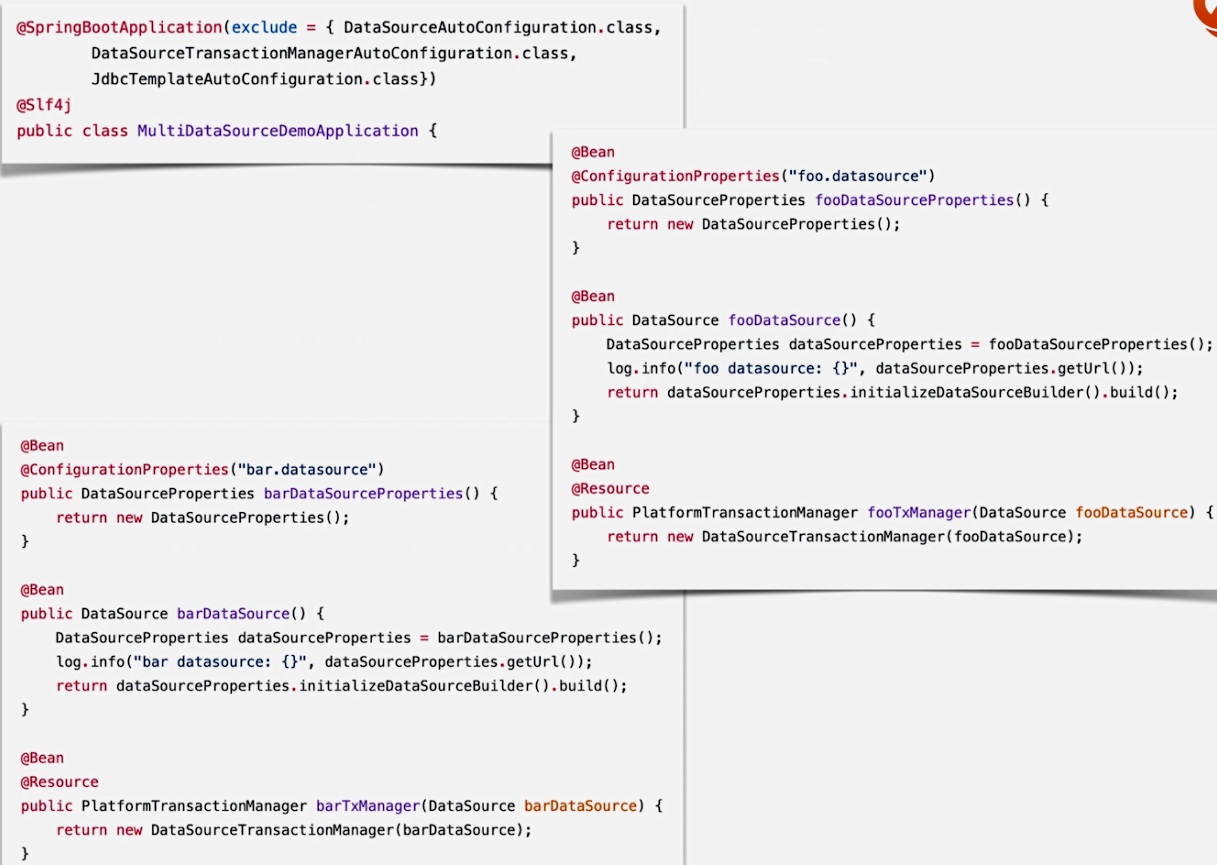 @SpringBootApplication(exclude = { DataSourceAutoConfiguration.class,
        DataSourceTransactionManagerAutoConfiguration.class,
        JdbcTemplateAutoConfiguration.class})
@Slf4j
public class MultiDataSourceDemoApplication {
@Bean
@ConfigurationProperties("foo.datasource")
public DataSourceProperties fooDataSourceProperties() {
    return new DataSourceProperties();
}
@Bean
public DataSource fooDataSource() {
    DataSourceProperties dataSourceProperties = fooDataSourceProperties();
    log.info("foo datasource: {}", dataSourceProperties.getUrl());
    return dataSourceProperties.initializeDataSourceBuilder().build();
}
@Bean
@Resource
public PlatformTransactionManager fooTxManager(DataSource fooDataSource) {
    return new DataSourceTransactionManager(fooDataSource);
}
@Bean
@ConfigurationProperties("bar.datasource")
public DataSourceProperties barDataSourceProperties() {
    return new DataSourceProperties();
}
@Bean
public DataSource barDataSource() {
    DataSourceProperties dataSourceProperties = barDataSourceProperties();
    log.info("bar datasource: {}", dataSourceProperties.getUrl());
    return dataSourceProperties.initializeDataSourceBuilder().build();
}
@Bean
@Resource
public PlatformTransactionManager barTxManager(DataSource barDataSource) {
    return new DataSourceTransactionManager(barDataSource);
}